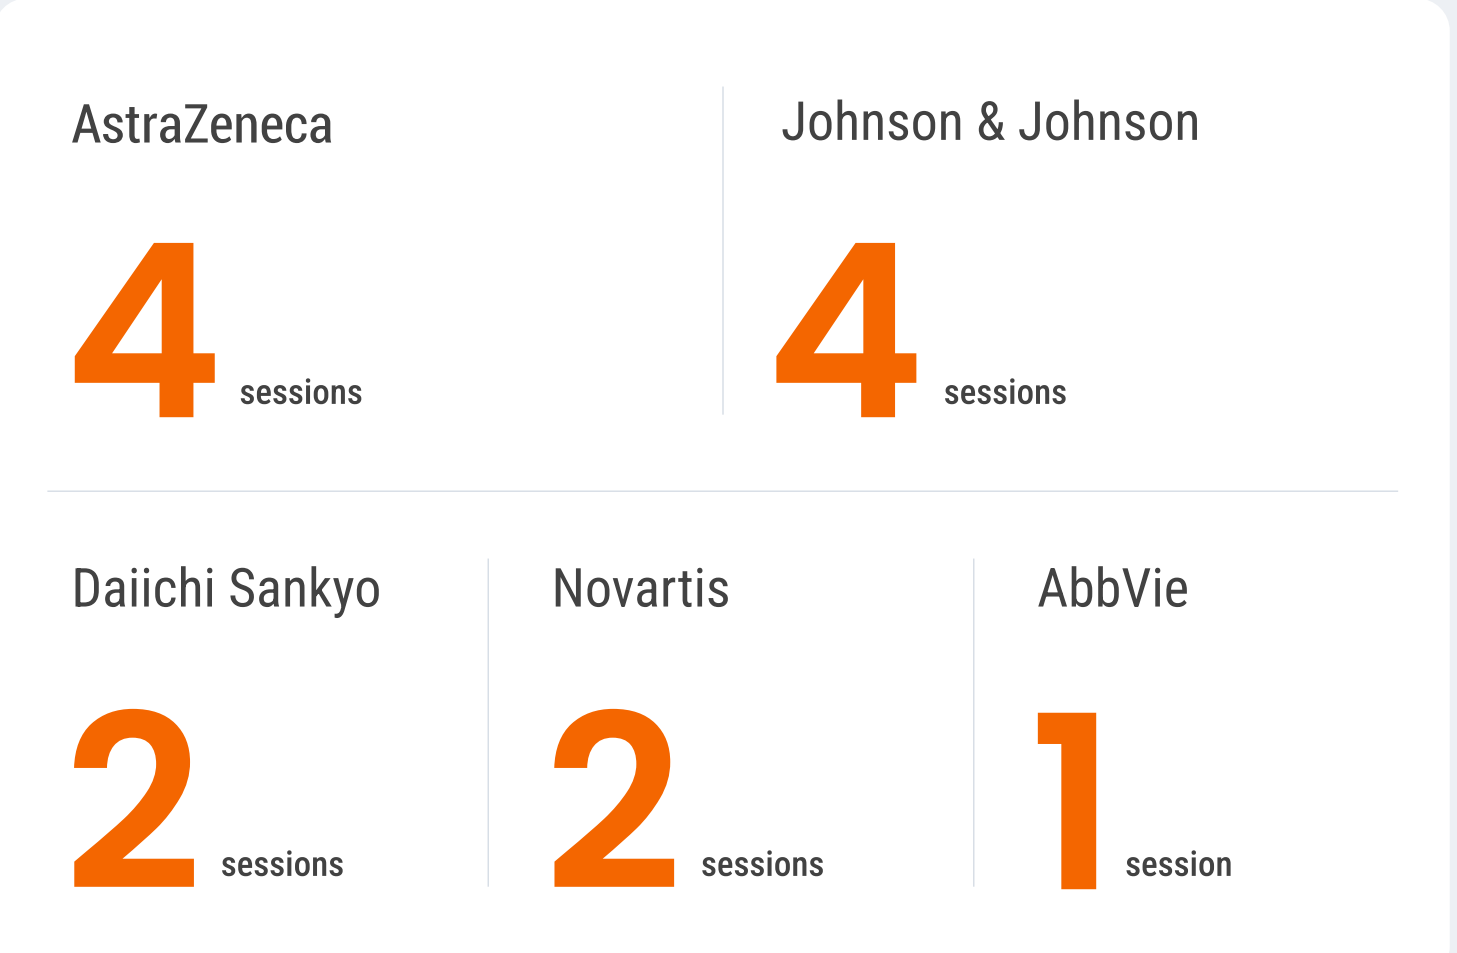 AstraZeneca
4 sessions
Johnson & Johnson
4 sessions
Daiichi Sankyo
2 sessions
Novartis
2 sessions
AbbVie
1 session